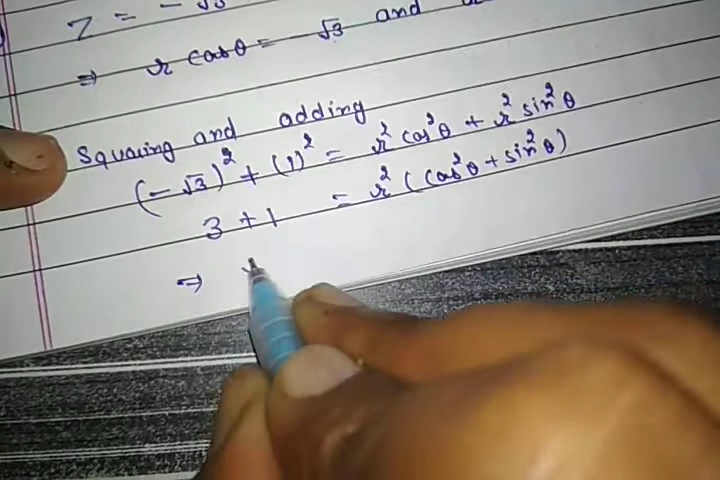 Z = - √3
⇒ r cosθ = - √3 and
Squaring and adding
(-√3)² + (1)² = r² cos²θ + r² sin²θ
3 + 1 = r² (cos²θ + sin²θ)
⇒